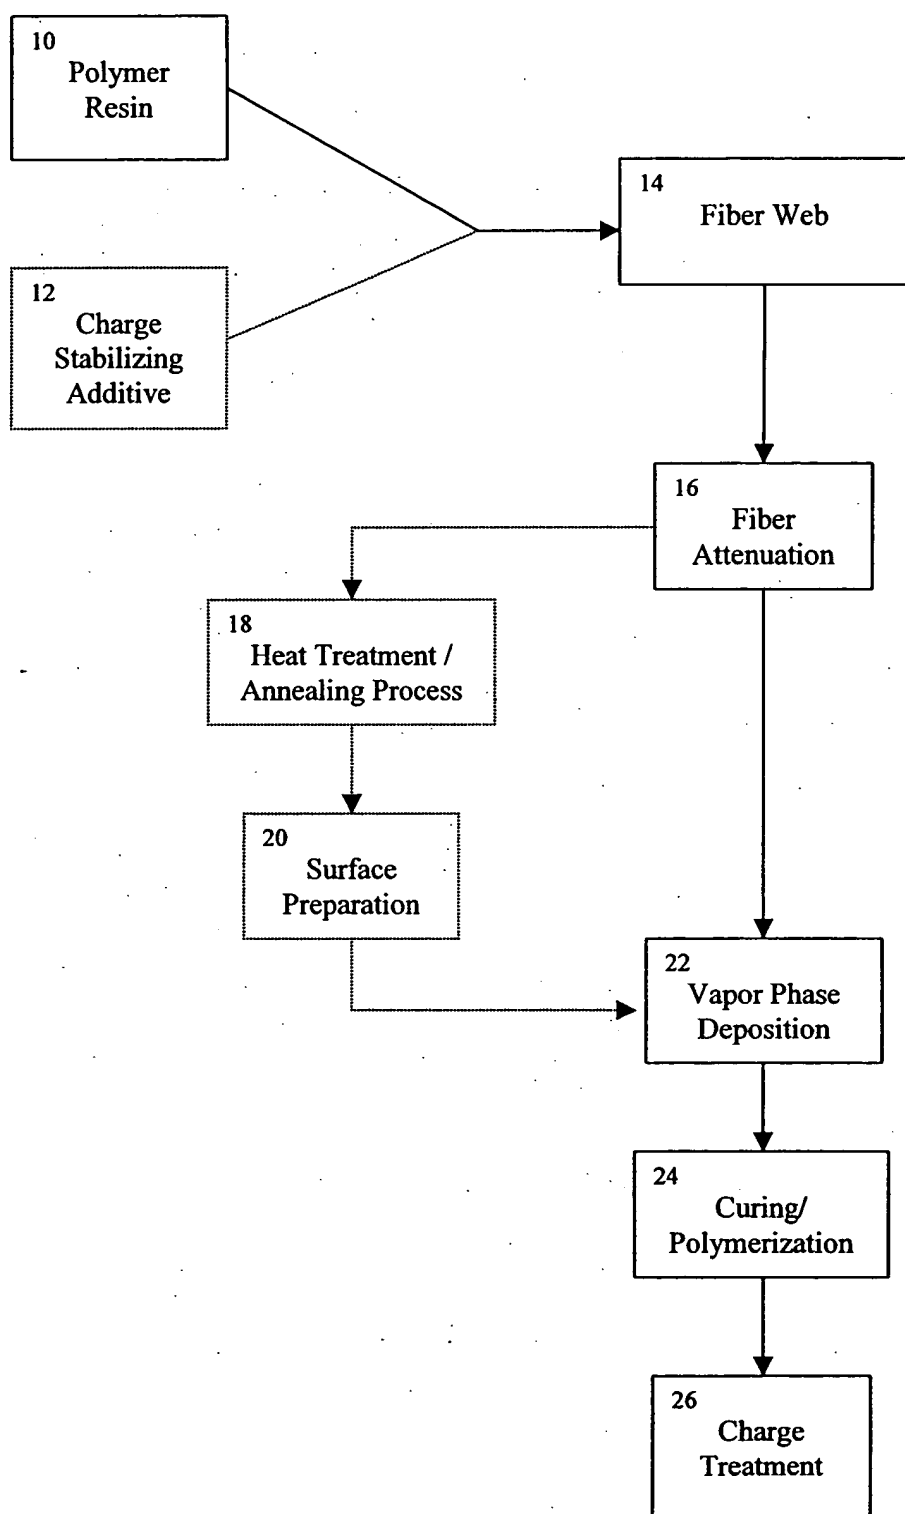 10
Polymer
Resin
14
Fiber Web
12
Charge
Stabilizing
Additive
16
Fiber
Attenuation
18
Heat Treatment /
Annealing Process
20
Surface
Preparation
22
Vapor Phase
Deposition
24
Curing/
Polymerization
26
Charge
Treatment